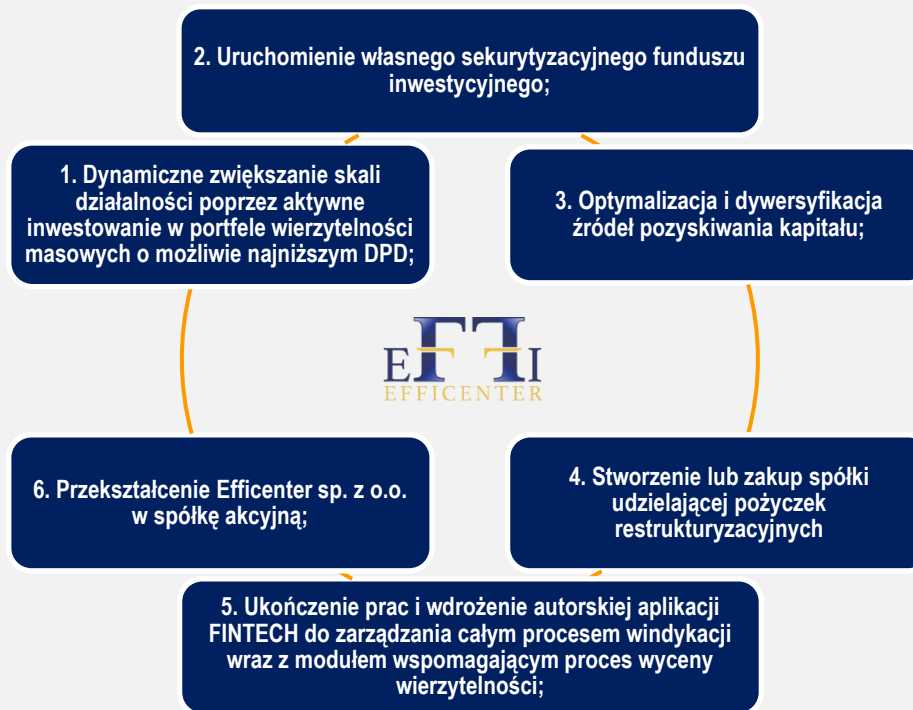 2. Uruchomienie własnego sekurytyzacyjnego funduszu
inwestycyjnego;
1. Dynamiczne zwiększanie skali
działalności poprzez aktywne
inwestowanie w portfele wierzytelności
masowych o możliwie najniższym DPD;
3. Optymalizacja i dywersyfikacja
źródeł pozyskiwania kapitału;
EFFI
EFFICENTER
6. Przekształcenie Efficenter sp. z o.o.
w spółkę akcyjną;
4. Stworzenie lub zakup spółki
udzielającej pożyczek
restrukturyzacyjnych
5. Ukończenie prac i wdrożenie autorskiej aplikacji
FINTECH do zarządzania całym procesem windykacji
wraz z modułem wspomagającym proces wyceny
wierzytelności;